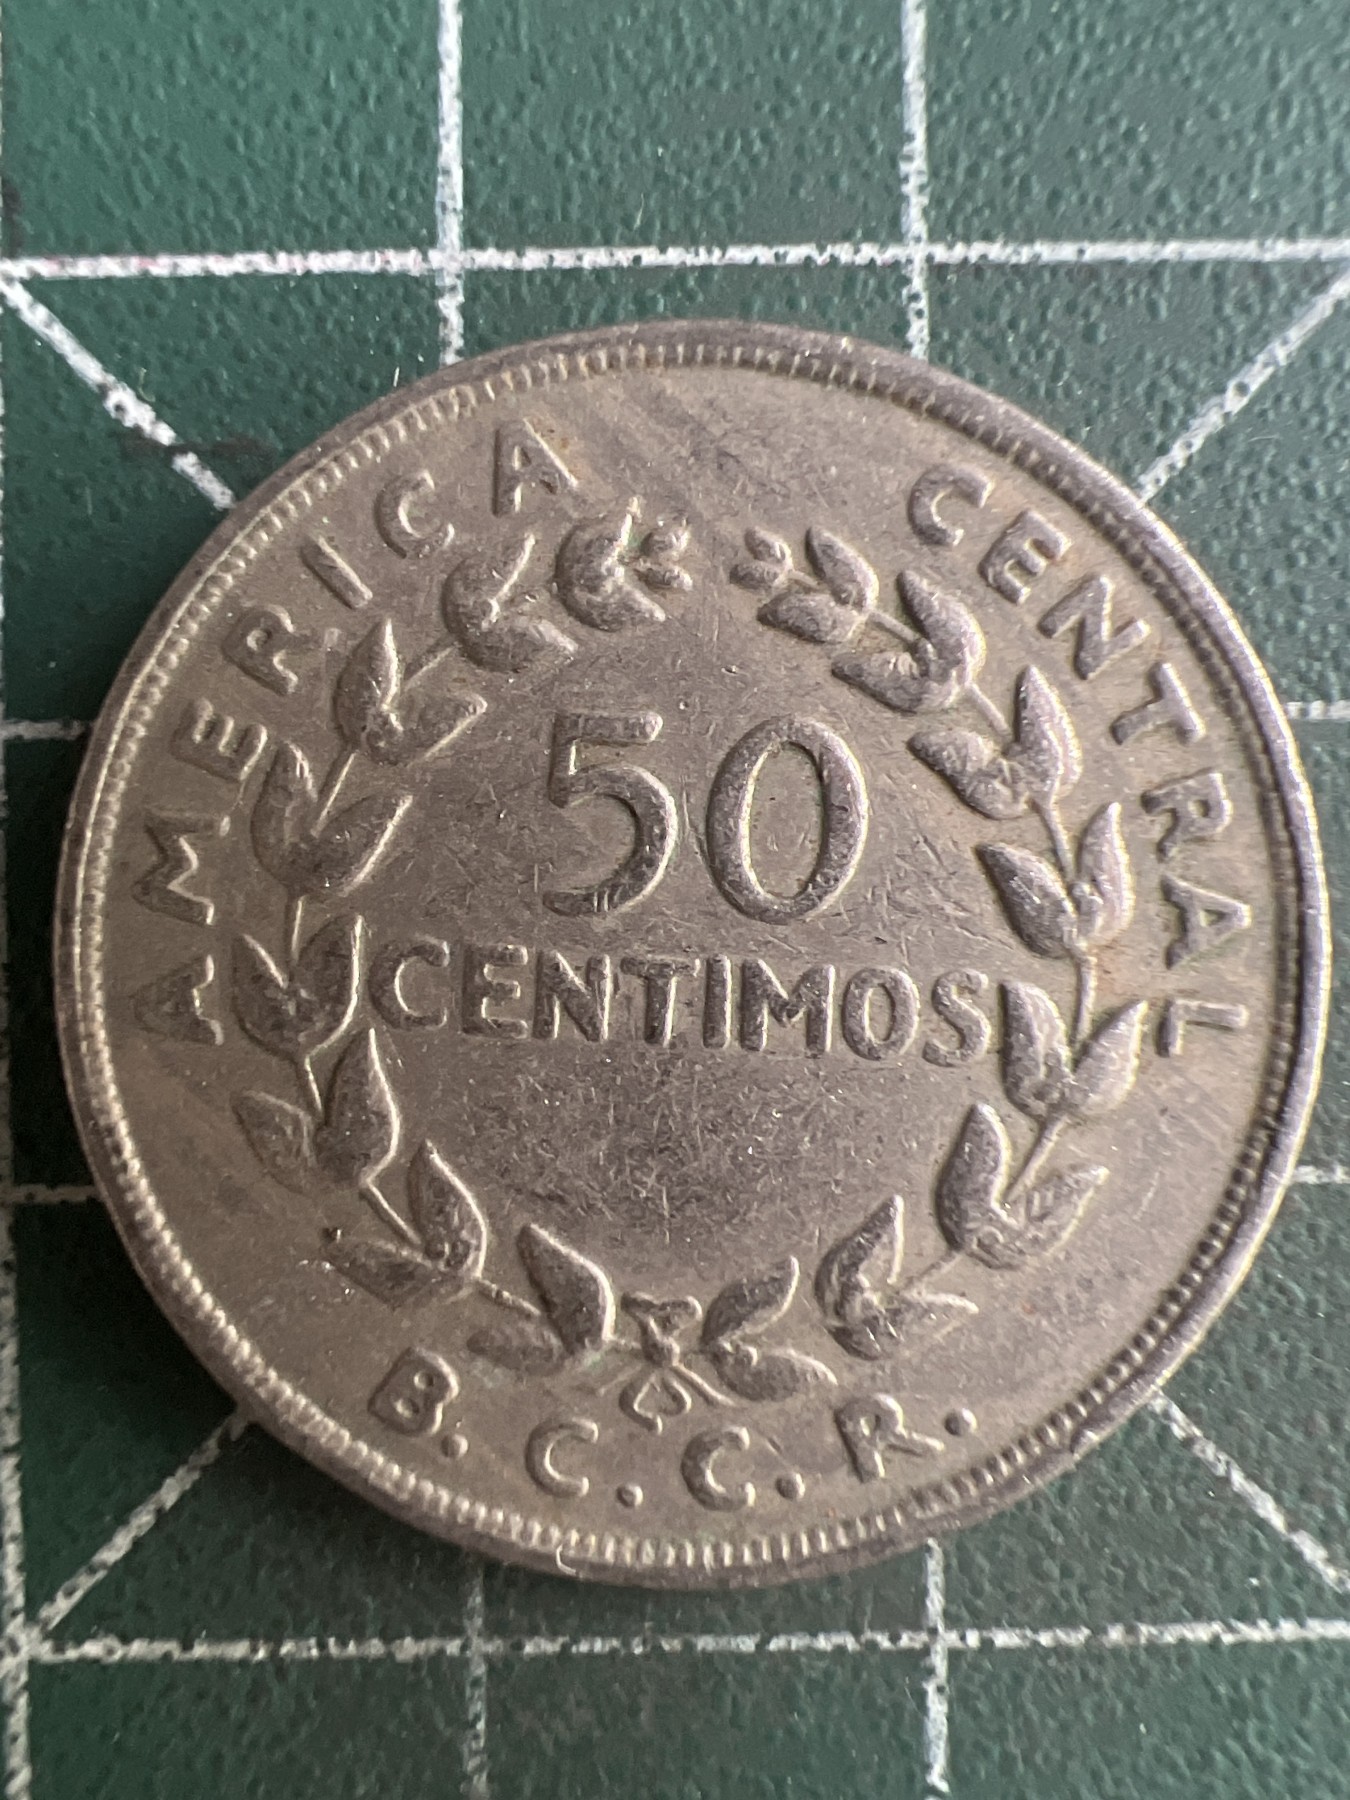 AMERICA CENTRAL
50
CENTIMOS
B.C.C.R.